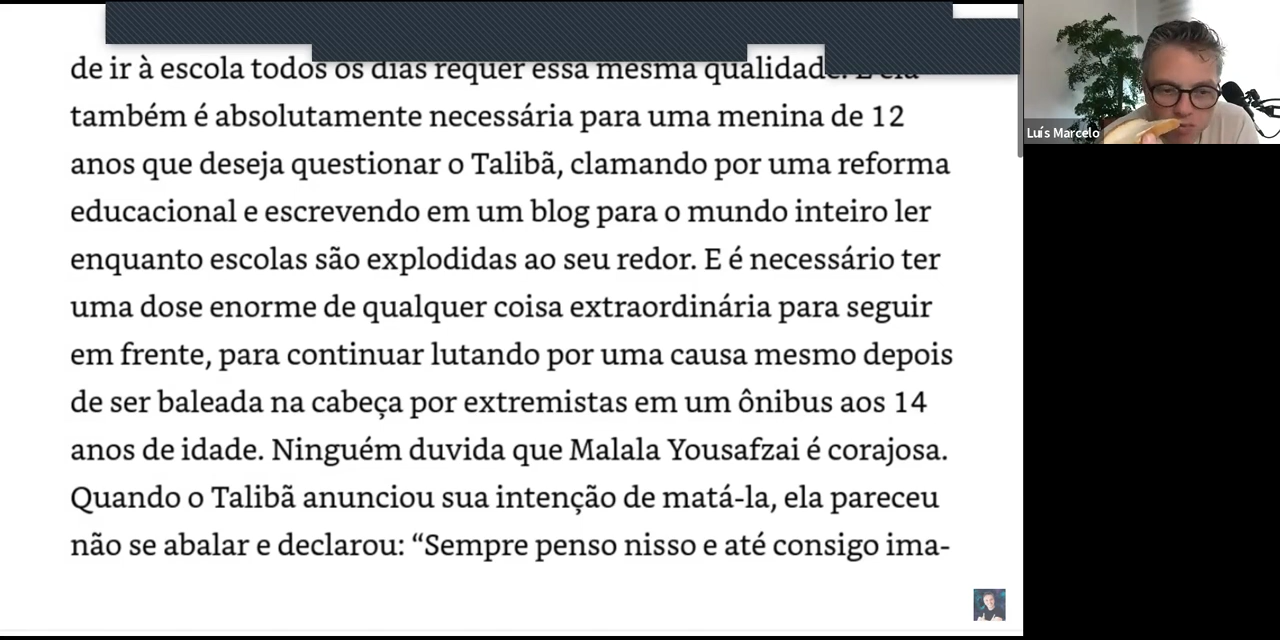 de ir à escola todos os dias requer essa mesma qualidade. E ela
também é absolutamente necessária para uma menina de 12
anos que deseja questionar o Talibã, clamando por uma reforma
educacional e escrevendo em um blog para o mundo inteiro ler
enquanto escolas são explodidas ao seu redor. E é necessário ter
uma dose enorme de qualquer coisa extraordinária para seguir
em frente, para continuar lutando por uma causa mesmo depois
de ser baleada na cabeça por extremistas em um ônibus aos 14
anos de idade. Ninguém duvida que Malala Yousafzai é corajosa.
Quando o Talibã anunciou sua intenção de matá-la, ela pareceu
não se abalar e declarou: “Sempre penso nisso e até consigo ima-
Luís Marcelo